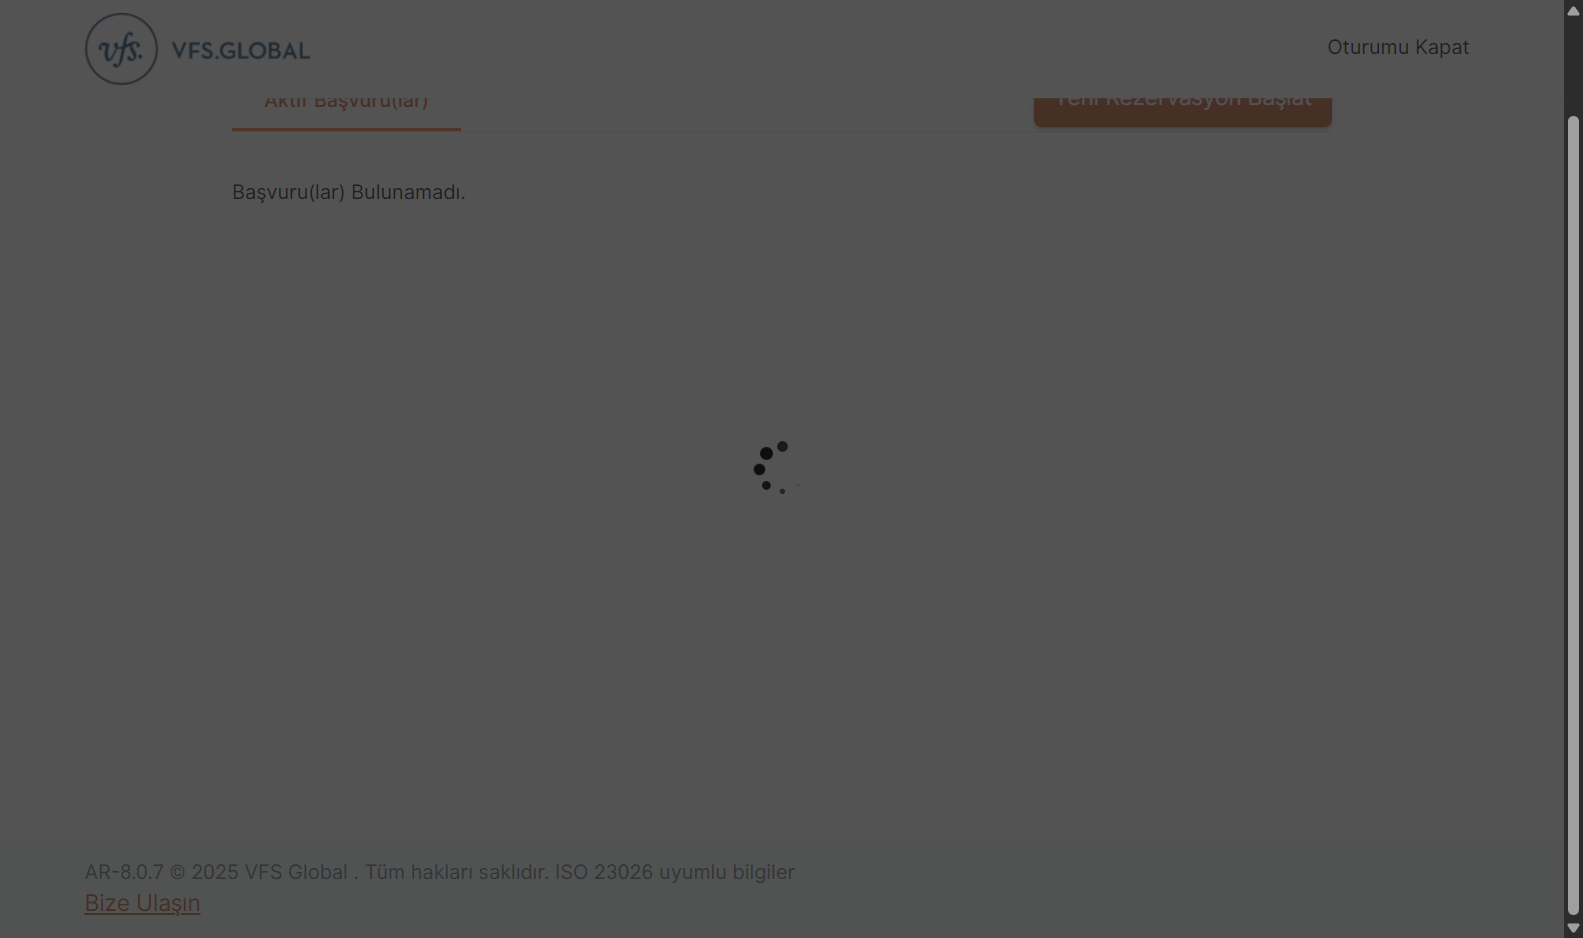 vfs. VFS.GLOBAL
Oturumu Kapat
Aktif Başvuru(lar)
Yeni Rezervasyon Başlat
Başvuru(lar) Bulunamadı.
AR-8.0.7 © 2025 VFS Global . Tüm hakları saklıdır. ISO 23026 uyumlu bilgiler
Bize Ulaşın